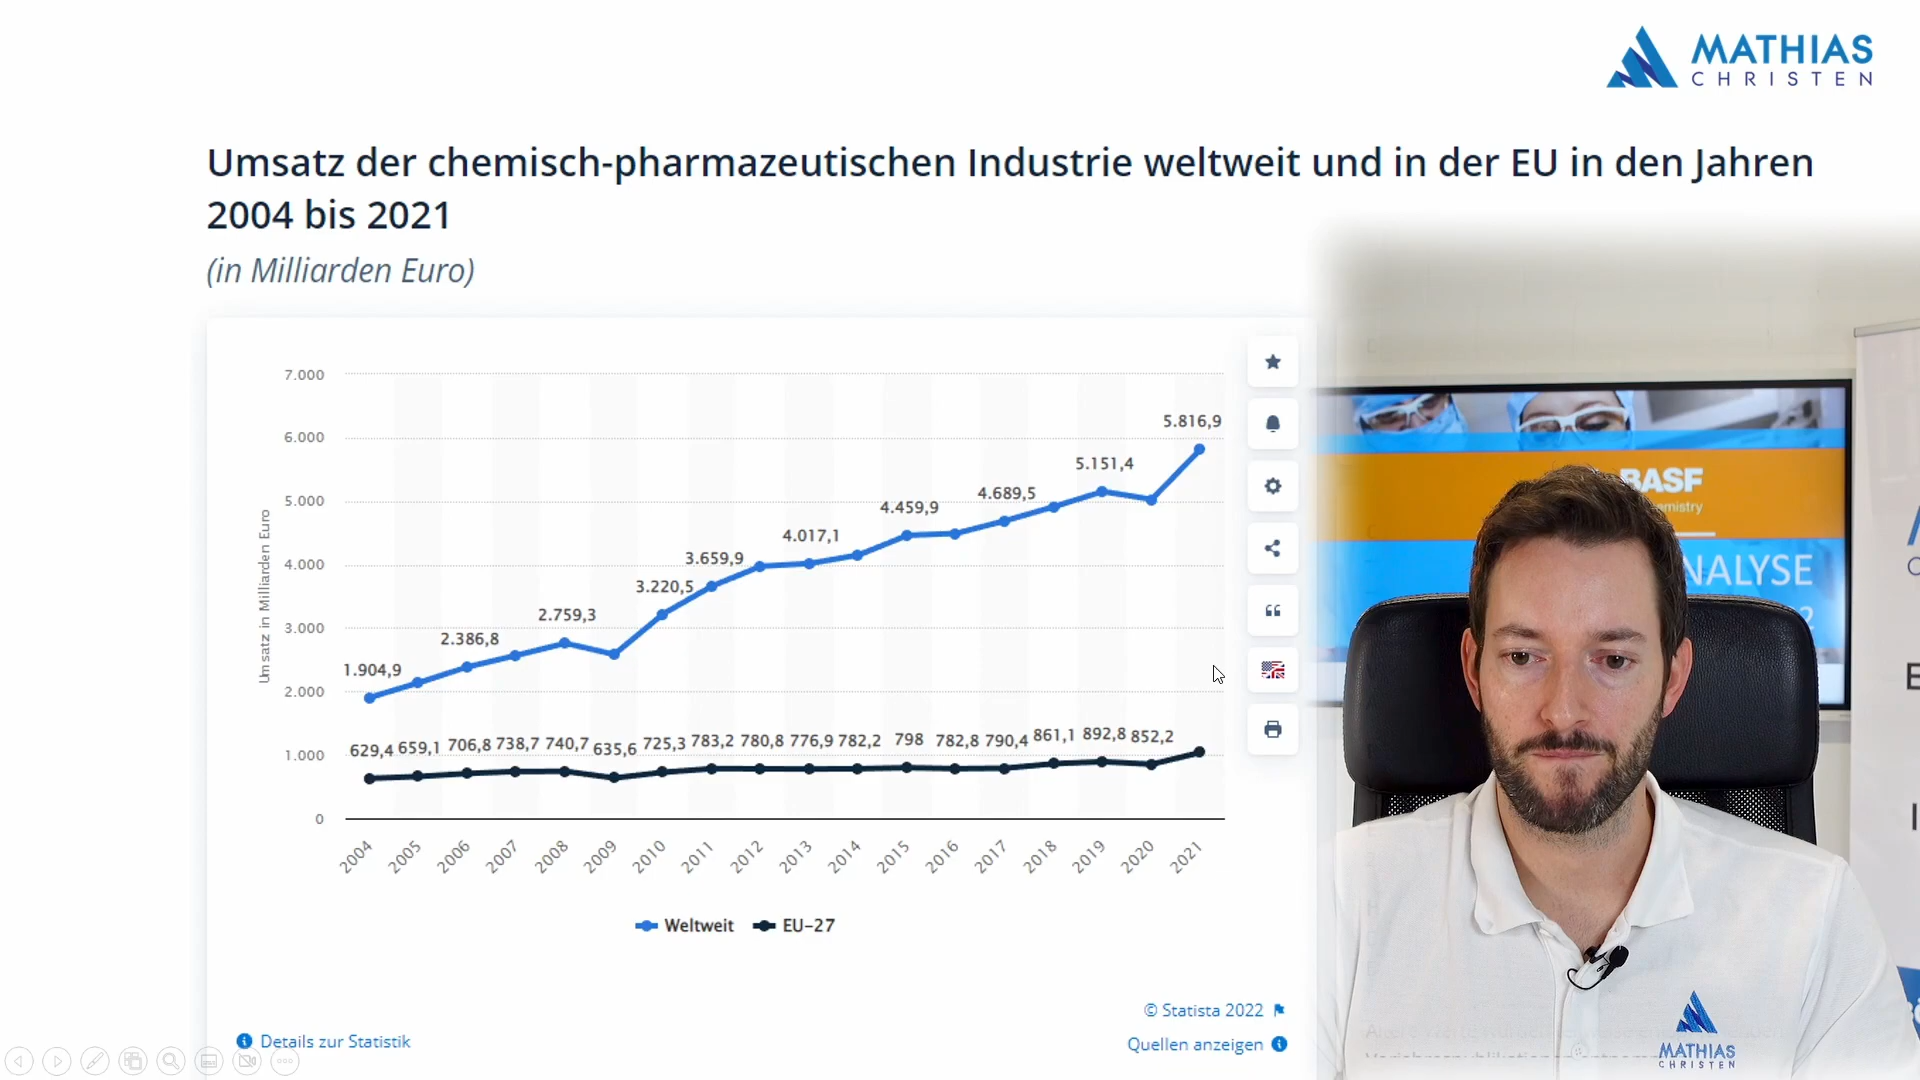 MATHIAS
CHRISTEN
Umsatz der chemisch-pharmazeutischen Industrie weltweit und in der EU in den Jahren
2004 bis 2021
(in Milliarden Euro)
7.000
6.000
5.000
4.000
3.000
2.000
1.000
0
Umsatz in Milliarden Euro
1.904,9
2.386,8
2.759,3
3.220,5
3.659,9
4.017,1
4.459,9
4.689,5
5.151,4
5.816,9
629,4 659,1 706,8 738,7 740,7 635,6 725,3 783,2 780,8 776,9 782,2 798 782,8 790,4 861,1 892,8 852,2
2004 2005 2006 2007 2008 2009 2010 2011 2012 2013 2014 2015 2016 2017 2018 2019 2020 2021
Weltweit EU-27
© Statista 2022
Details zur Statistik
Quellen anzeigen
BASF
emistry
NALYSE
2
MATHIAS
CHRISTEN